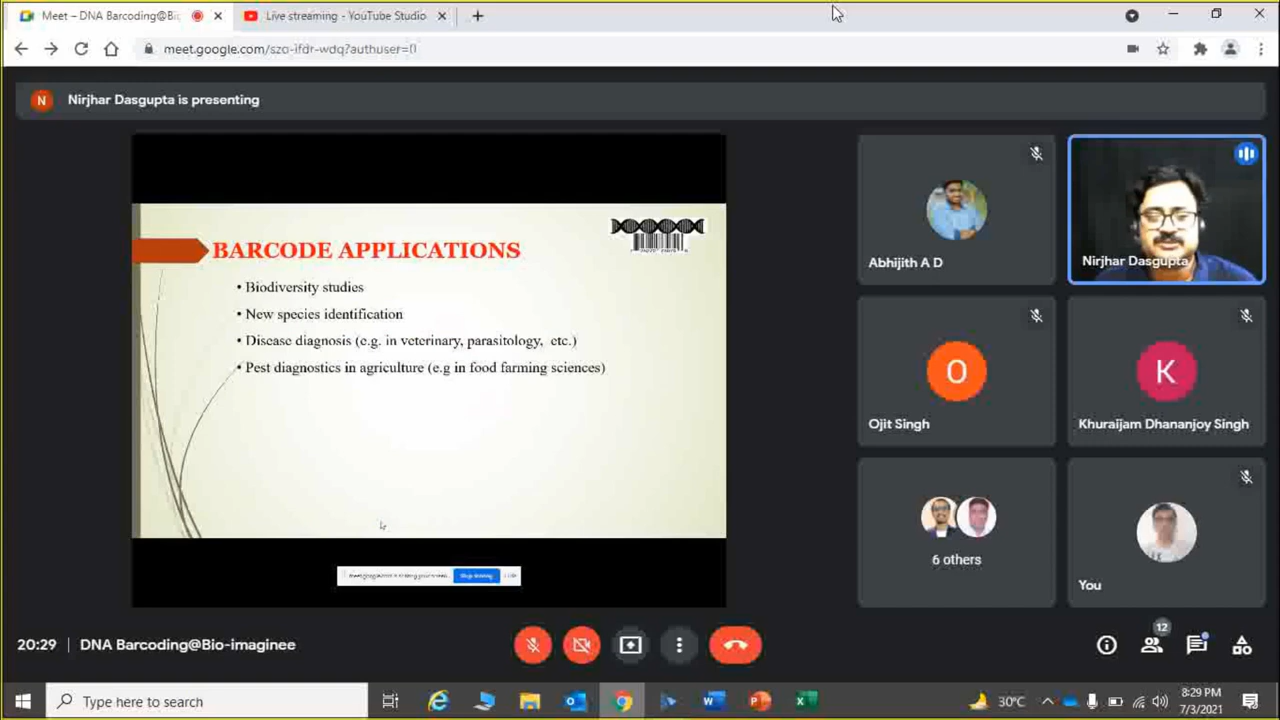 Meet – DNA Barcoding@Bi
Live streaming - YouTube Studio
meet.google.com/szo-ifdr-wdq?authuser=0
N
Nirjhar Dasgupta is presenting
BARCODE APPLICATIONS
• Biodiversity studies
• New species identification
• Disease diagnosis (e.g. in veterinary, parasitology, etc.)
• Pest diagnostics in agriculture (e.g in food farming sciences)
Stop sharing
Hide
Abhijith A D
Nirjhar Dasgupta
O
Ojit Singh
K
Khuraijam Dhananjoy Singh
6 others
You
20:29 | DNA Barcoding@Bio-imaginee
12
Type here to search
30°C
8:29 PM
7/3/2021